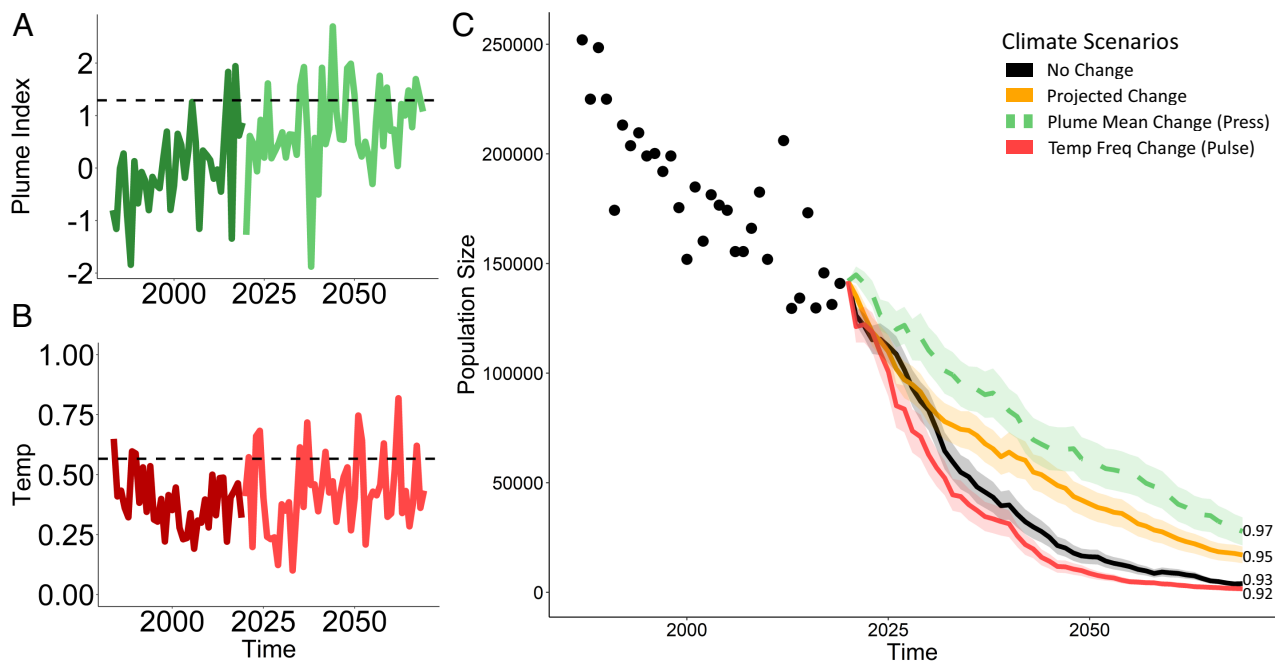 A
Plume Index
2
1
0
-1
-2
2000
2025
2050
B
Temp
1.00
0.75
0.50
0.25
0.00
2000
2025
2050
Time
C
Population Size
250000
200000
150000
100000
50000
0
2000
2025
2050
Time
Climate Scenarios
No Change
Projected Change
Plume Mean Change (Press)
Temp Freq Change (Pulse)
0.97
0.95
0.93
0.92